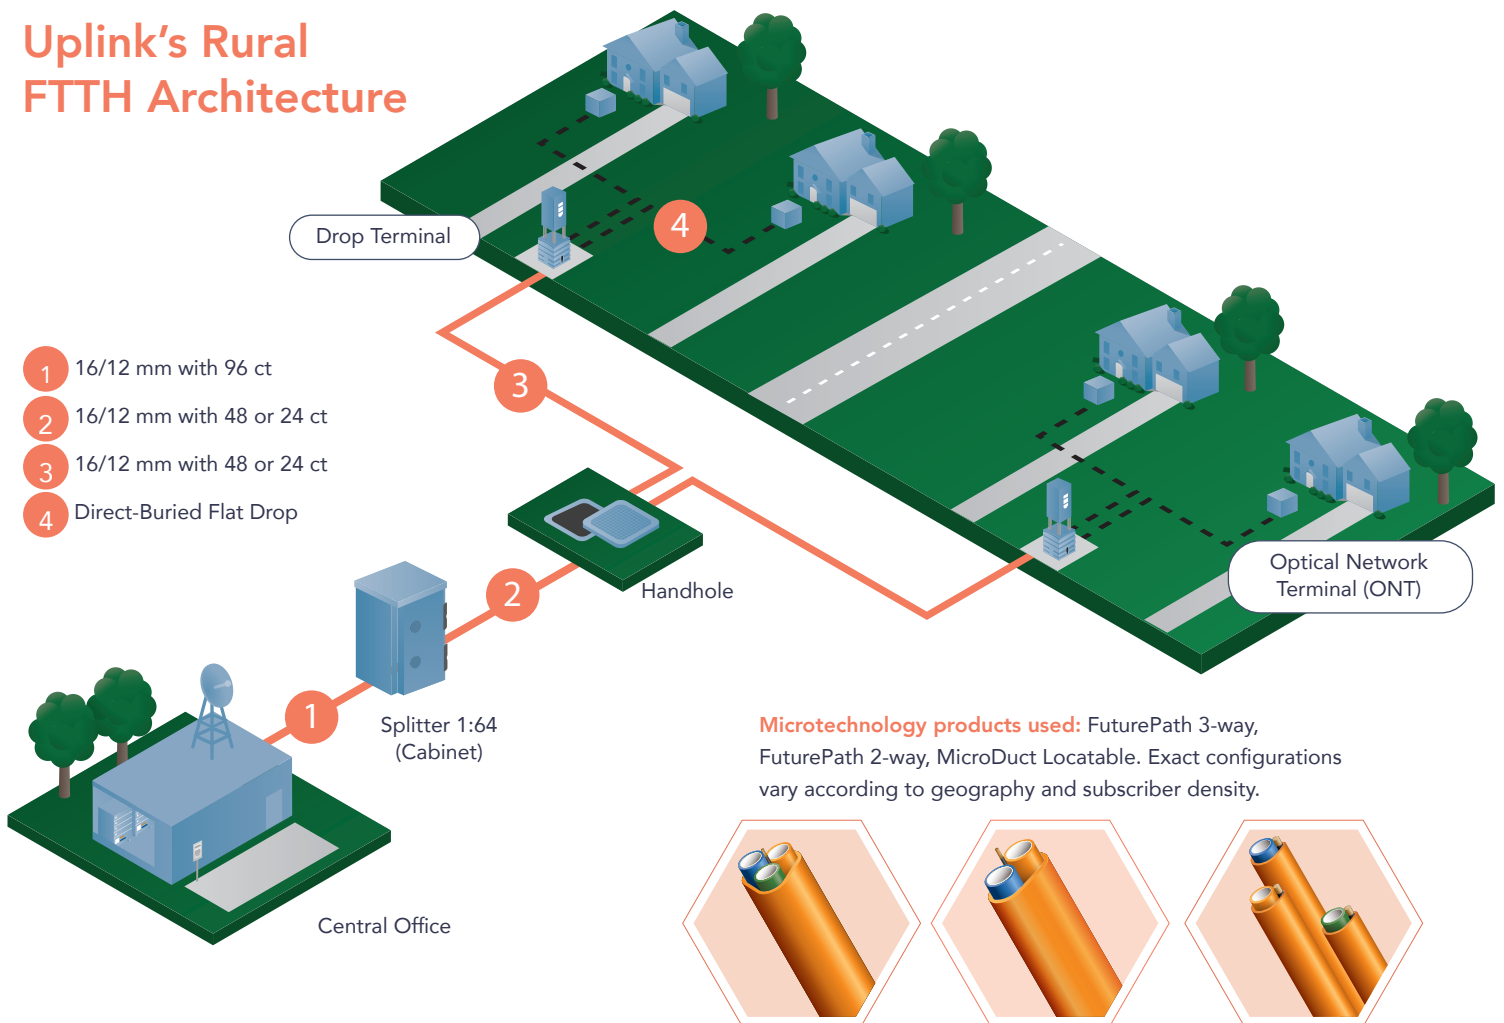 Uplink's Rural
FTTH Architecture
Drop Terminal
4
3
1 16/12 mm with 96 ct
2 16/12 mm with 48 or 24 ct
3 16/12 mm with 48 or 24 ct
4 Direct-Buried Flat Drop
Optical Network
Terminal (ONT)
Handhole
2
1
Splitter 1:64
(Cabinet)
Central Office
Microtechnology products used: FuturePath 3-way,
FuturePath 2-way, MicroDuct Locatable. Exact configurations
vary according to geography and subscriber density.